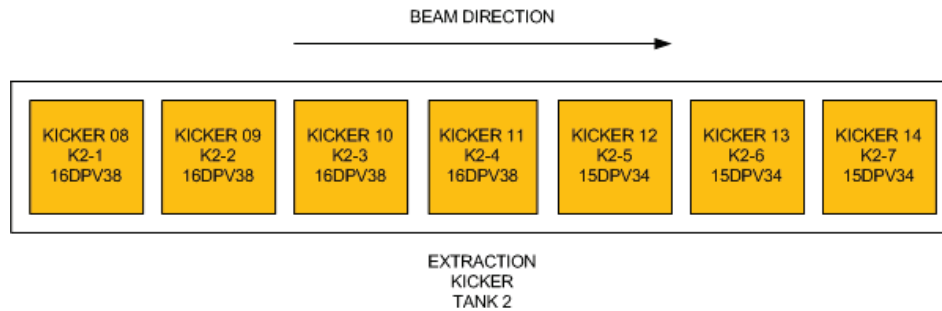 BEAM DIRECTION
KICKER 08
K2-1
16DPV38
KICKER 09
K2-2
16DPV38
KICKER 10
K2-3
16DPV38
KICKER 11
K2-4
16DPV38
KICKER 12
K2-5
15DPV34
KICKER 13
K2-6
15DPV34
KICKER 14
K2-7
15DPV34
EXTRACTION
KICKER
TANK 2